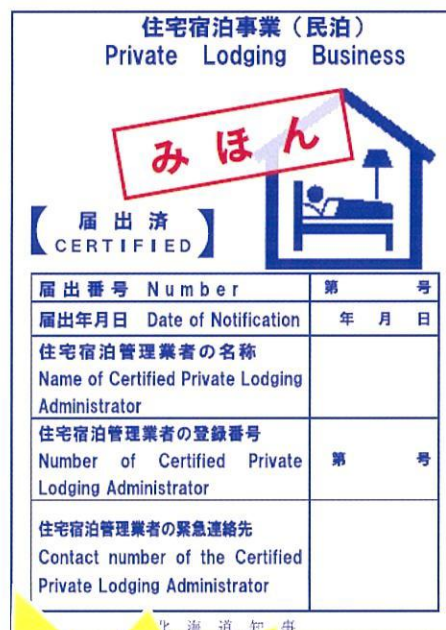 住宅宿泊事業（民泊）
Private Lodging Business
みほん
【届出済
CERTIFIED】
届出番号 Number 第 号
届出年月日 Date of Notification 年 月 日
住宅宿泊管理業者の名称
Name of Certified Private Lodging
Administrator
住宅宿泊管理業者の登録番号
Number of Certified Private 第 号
Lodging Administrator
住宅宿泊管理業者の緊急連絡先
Contact number of the Certified
Private Lodging Administrator
北海道知事